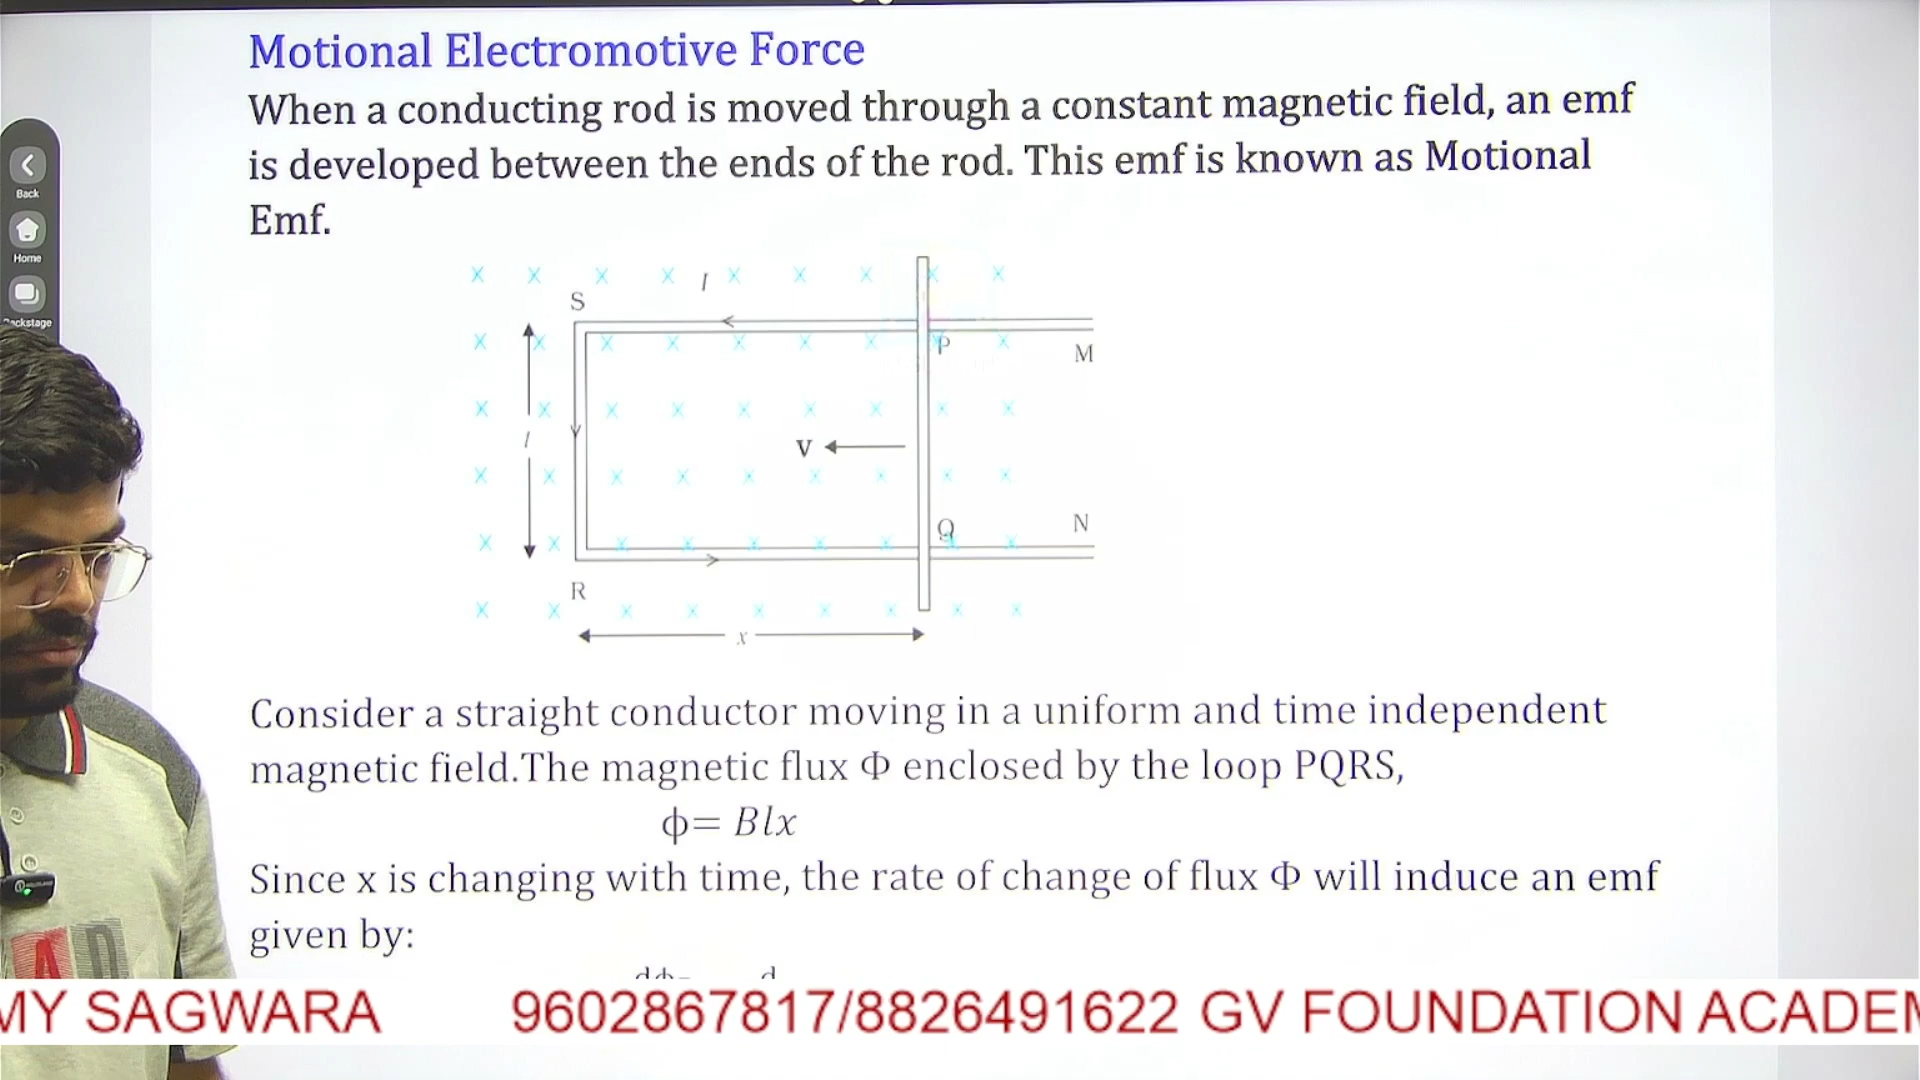 Motional Electromotive Force
When a conducting rod is moved through a constant magnetic field, an emf
is developed between the ends of the rod. This emf is known as Motional
Emf.
Back
Home
S
l
P
M
l
v
Q
N
R
x
Consider a straight conductor moving in a uniform and time independent
magnetic field.The magnetic flux Φ enclosed by the loop PQRS,
ϕ= Blx
Since x is changing with time, the rate of change of flux Φ will induce an emf
given by:
MY SAGWARA 9602867817/8826491622 GV FOUNDATION ACADEM